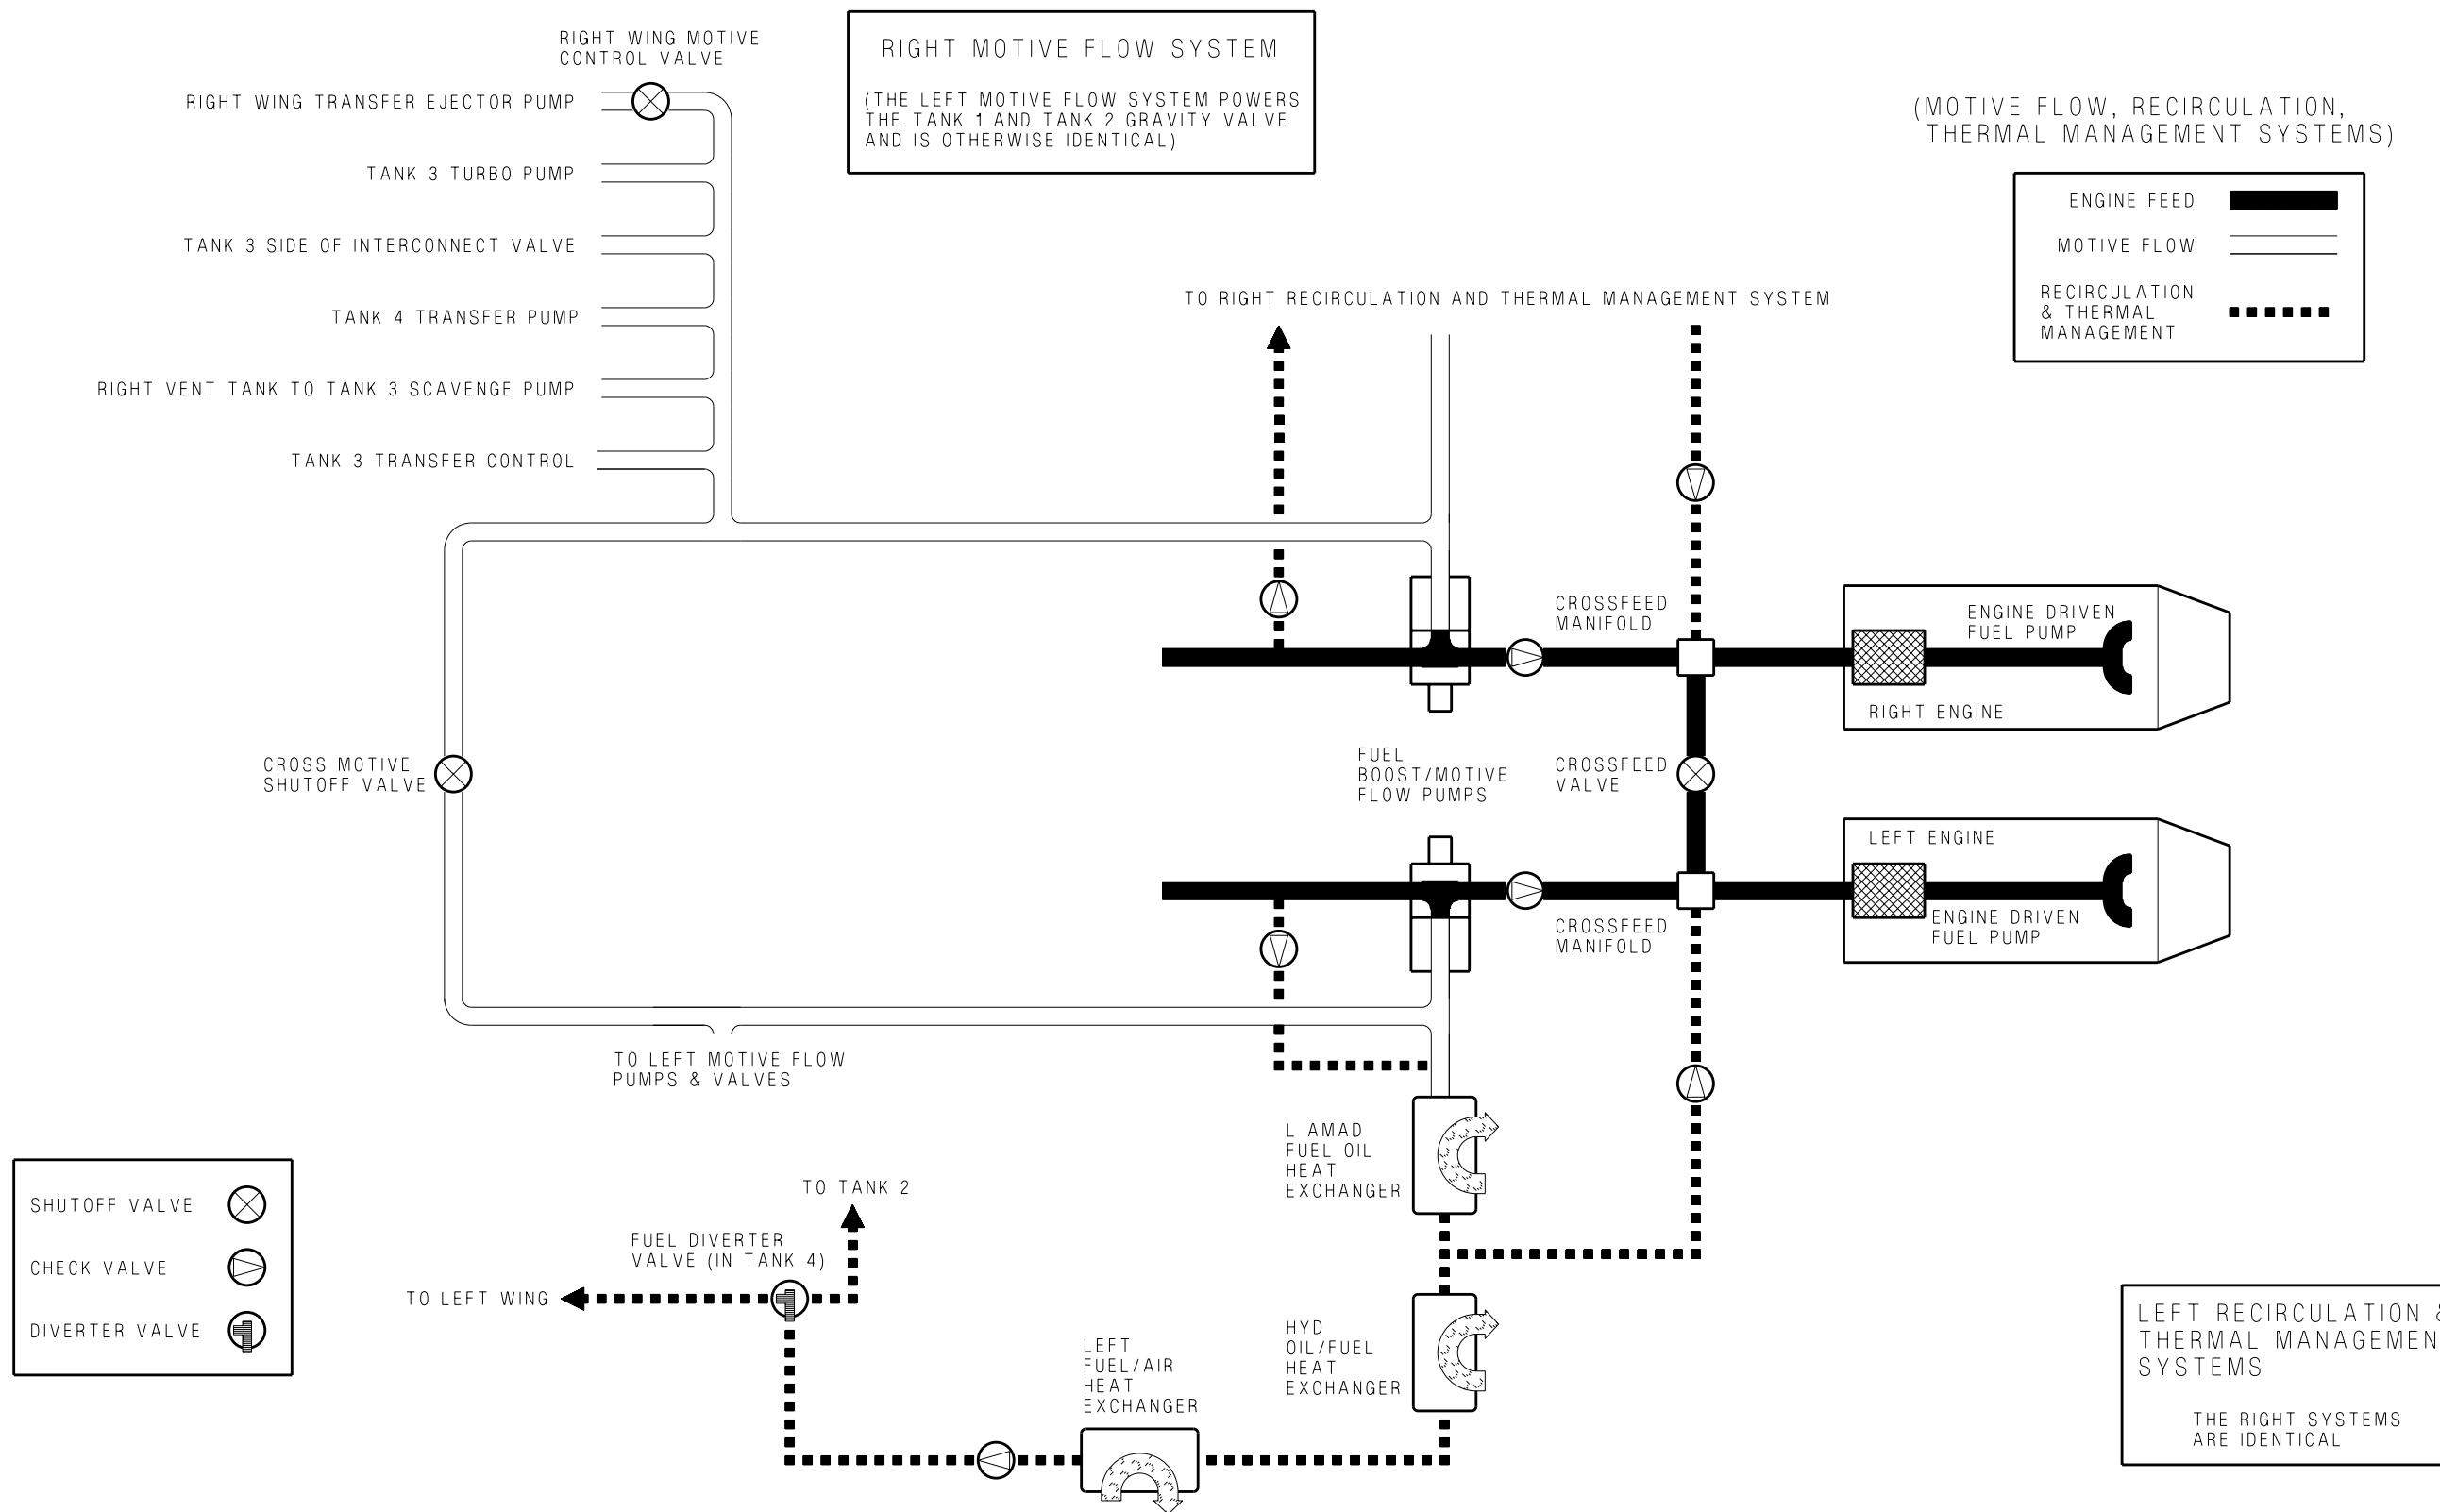 RIGHT WING MOTIVE
CONTROL VALVE
RIGHT WING TRANSFER EJECTOR PUMP
TANK 3 TURBO PUMP
TANK 3 SIDE OF INTERCONNECT VALVE
TANK 4 TRANSFER PUMP
RIGHT VENT TANK TO TANK 3 SCAVENGE PUMP
TANK 3 TRANSFER CONTROL
RIGHT MOTIVE FLOW SYSTEM
(THE LEFT MOTIVE FLOW SYSTEM POWERS
THE TANK 1 AND TANK 2 GRAVITY VALVE
AND IS OTHERWISE IDENTICAL)
(MOTIVE FLOW, RECIRCULATION,
THERMAL MANAGEMENT SYSTEMS)
ENGINE FEED
MOTIVE FLOW
RECIRCULATION
& THERMAL
MANAGEMENT
TO RIGHT RECIRCULATION AND THERMAL MANAGEMENT SYSTEM
CROSSFEED
MANIFOLD
ENGINE DRIVEN
FUEL PUMP
RIGHT ENGINE
CROSS MOTIVE
SHUTOFF VALVE
FUEL
BOOST/MOTIVE
FLOW PUMPS
CROSSFEED
VALVE
LEFT ENGINE
ENGINE DRIVEN
FUEL PUMP
CROSSFEED
MANIFOLD
TO LEFT MOTIVE FLOW
PUMPS & VALVES
L AMAD
FUEL OIL
HEAT
EXCHANGER
SHUTOFF VALVE
CHECK VALVE
DIVERTER VALVE
TO TANK 2
FUEL DIVERTER
VALVE (IN TANK 4)
TO LEFT WING
LEFT
FUEL/AIR
HEAT
EXCHANGER
HYD
OIL/FUEL
HEAT
EXCHANGER
LEFT RECIRCULATION &
THERMAL MANAGEMEN
SYSTEMS
THE RIGHT SYSTEMS
ARE IDENTICAL